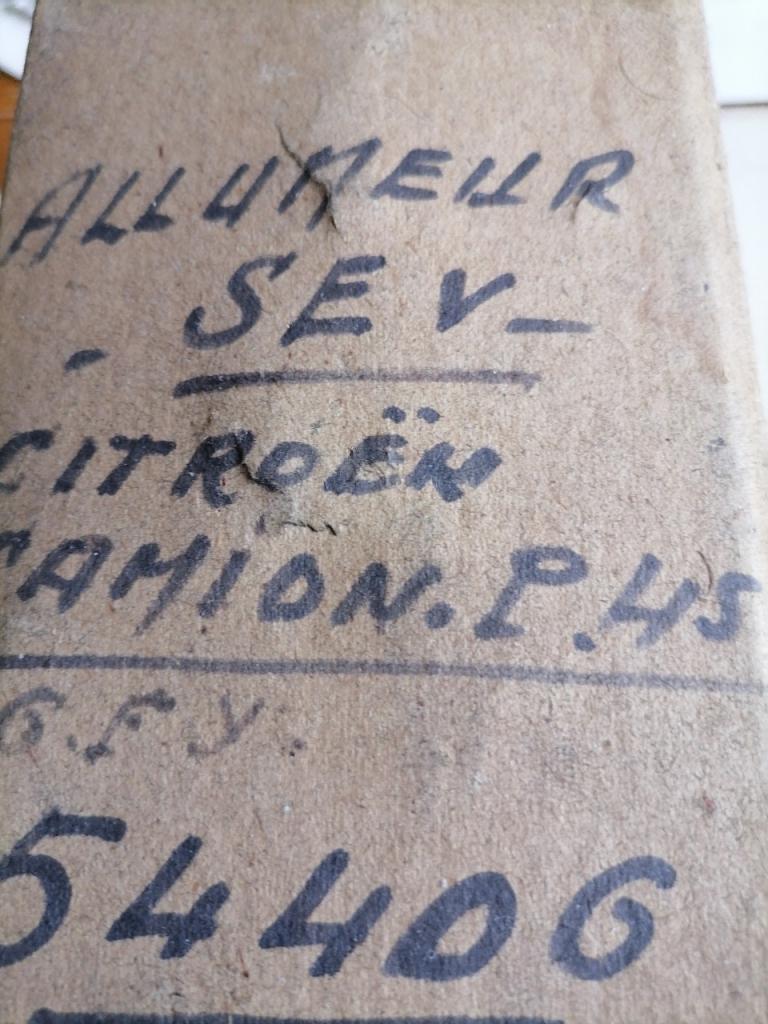 ALLUMEUR
- SEV -
CITROËN
CAMION. P. 45
54406